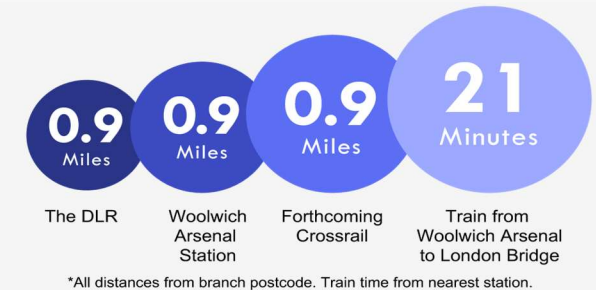 0.9
Miles
0.9
Miles
0.9
Miles
21
Minutes
The DLR
Woolwich
Arsenal
Station
Forthcoming
Crossrail
Train from
Woolwich Arsenal
to London Bridge
*All distances from branch postcode. Train time from nearest station.